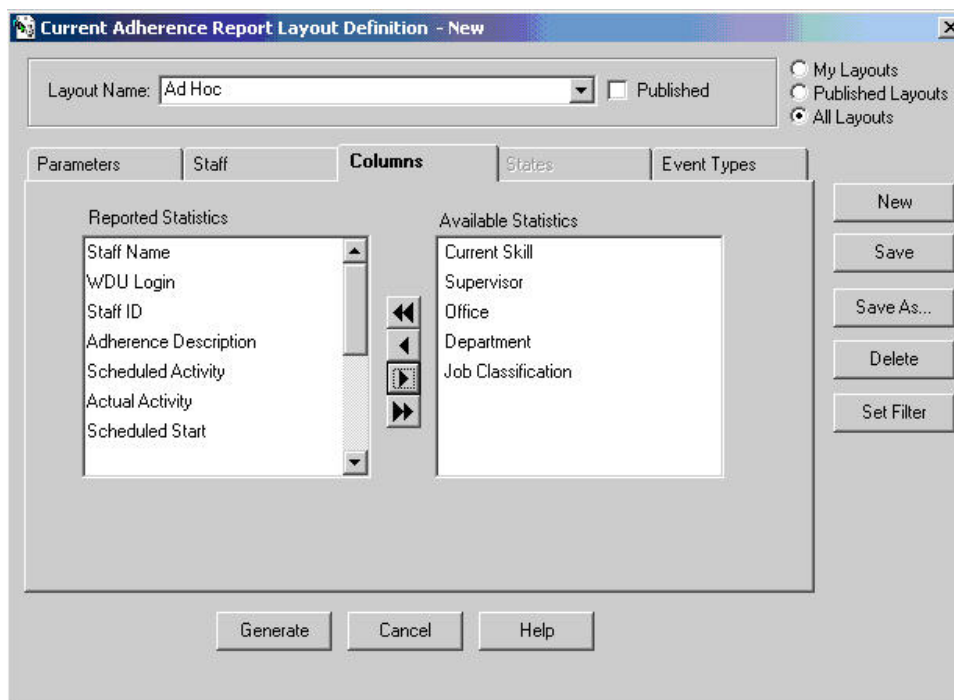 Current Adherence Report Layout Definition - New
Layout Name: Ad Hoc
Published
My Layouts
Published Layouts
All Layouts
Parameters
Staff
Columns
States
Event Types
Reported Statistics
Staff Name
WDU Login
Staff ID
Adherence Description
Scheduled Activity
Actual Activity
Scheduled Start
Available Statistics
Current Skill
Supervisor
Office
Department
Job Classification
New
Save
Save As...
Delete
Set Filter
Generate
Cancel
Help